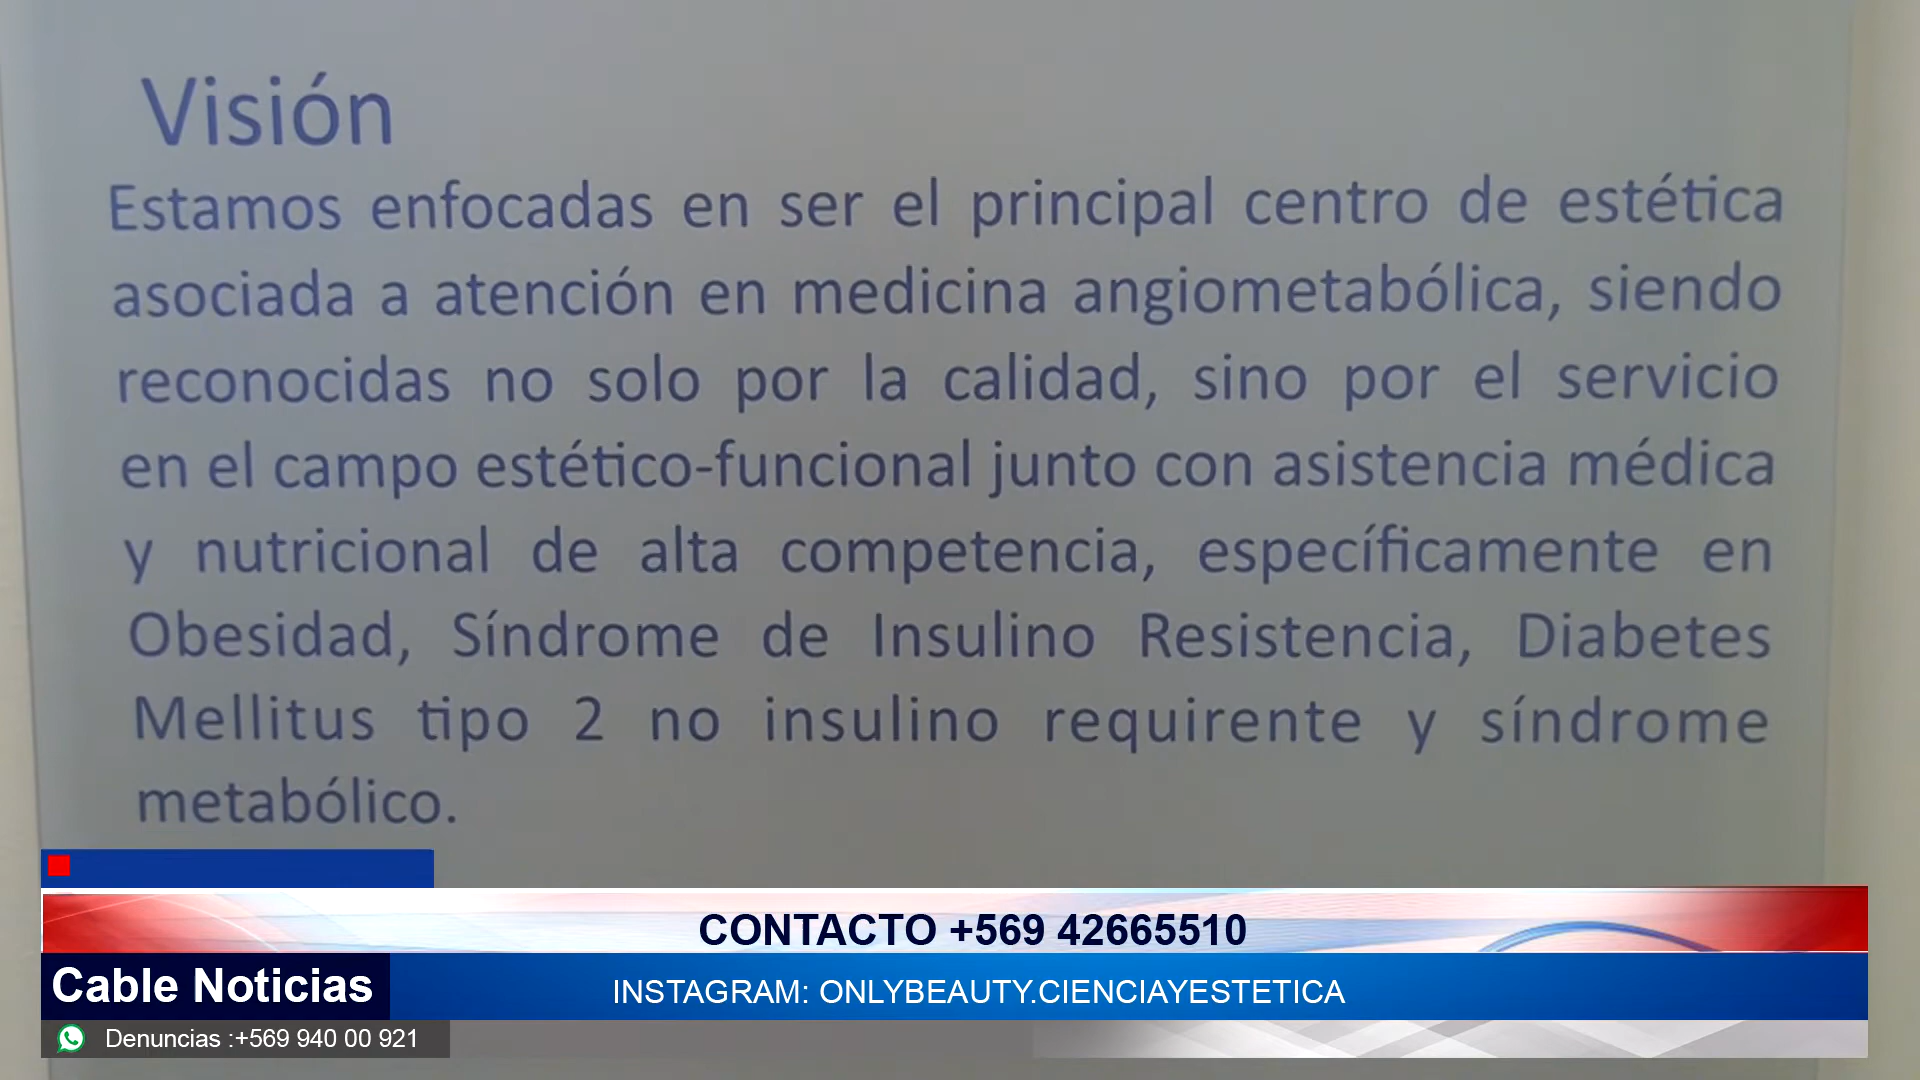 Visión
Estamos enfocadas en ser el principal centro de estética
asociada a atención en medicina angiometabólica, siendo
reconocidas no solo por la calidad, sino por el servicio
en el campo estético-funcional junto con asistencia médica
y nutricional de alta competencia, específicamente en
Obesidad, Síndrome de Insulino Resistencia, Diabetes
Mellitus tipo 2 no insulino requirente y síndrome
metabólico.
CONTACTO +569 42665510
Cable Noticias
INSTAGRAM: ONLYBEAUTY.CIENCIAYESTETICA
Denuncias :+569 940 00 921